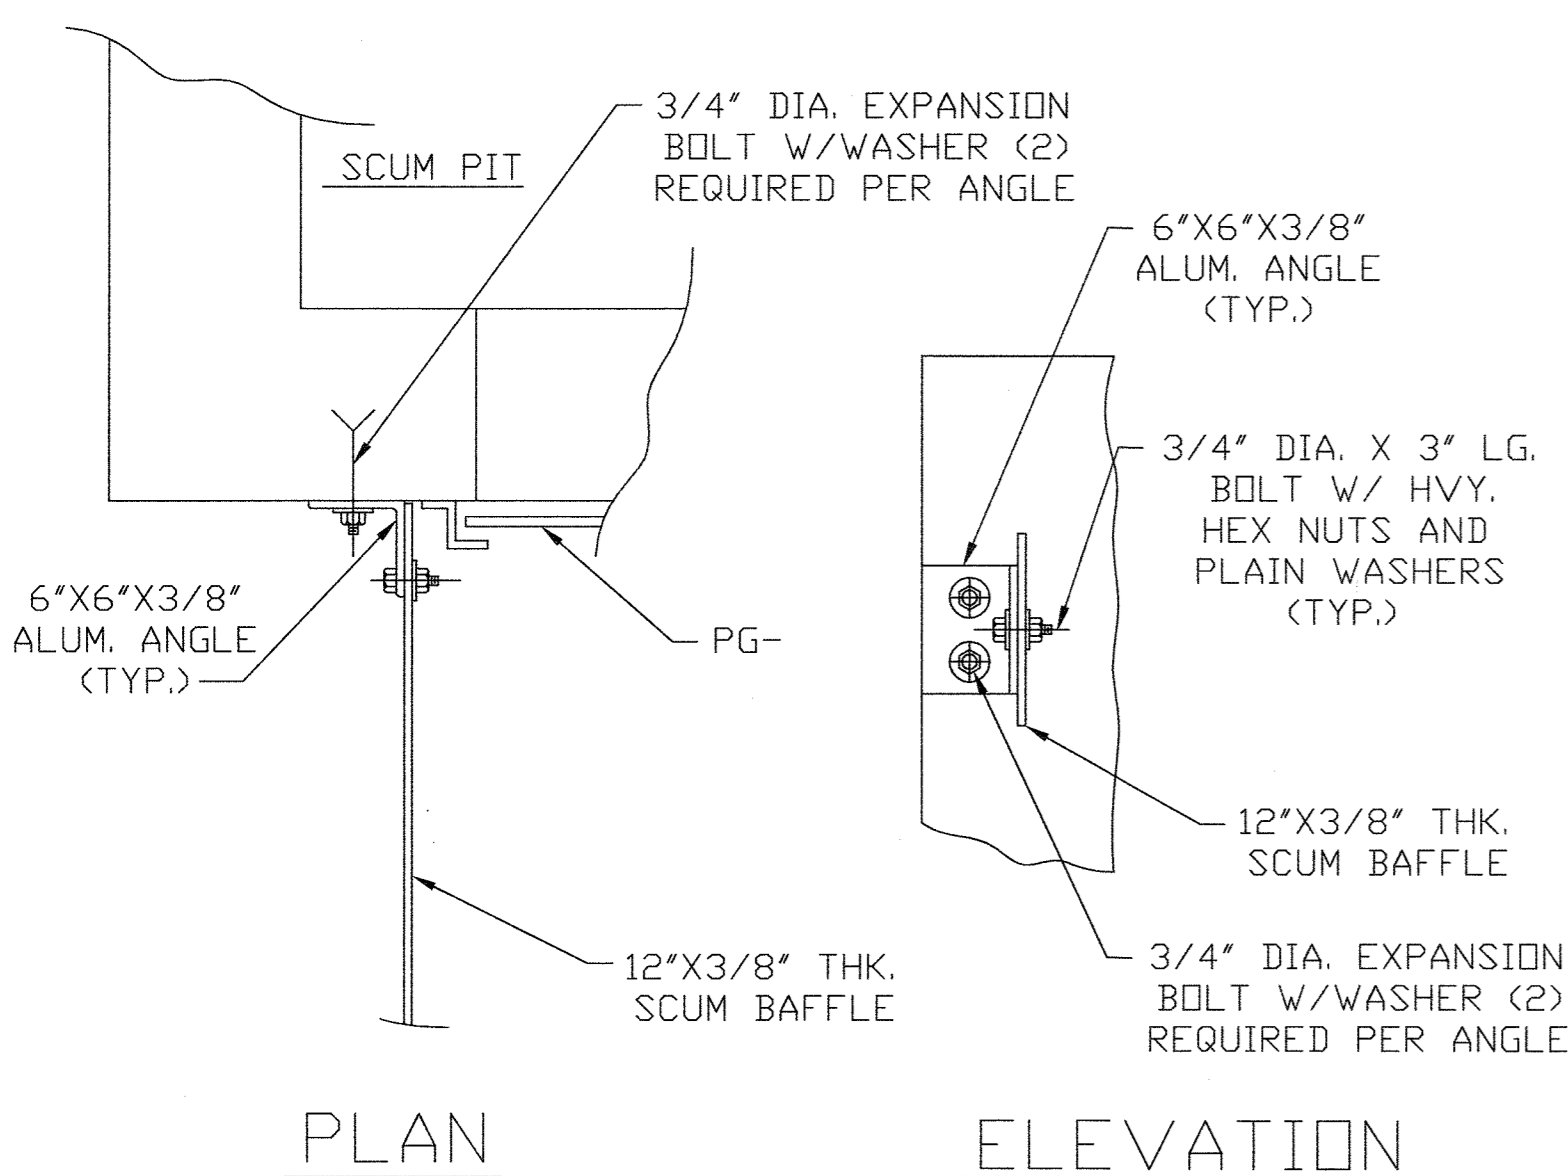 3/4" DIA. EXPANSION
BOLT W/WASHER (2)
REQUIRED PER ANGLE
SCUM PIT
6"X6"X3/8"
ALUM. ANGLE
(TYP.)
3/4" DIA. X 3" LG.
BOLT W/ HVY.
HEX NUTS AND
PLAIN WASHERS
(TYP.)
6"X6"X3/8"
ALUM. ANGLE
(TYP.)
PG-
12"X3/8" THK.
SCUM BAFFLE
12"X3/8" THK.
SCUM BAFFLE
3/4" DIA. EXPANSION
BOLT W/WASHER (2)
REQUIRED PER ANGLE
PLAN
ELEVATION